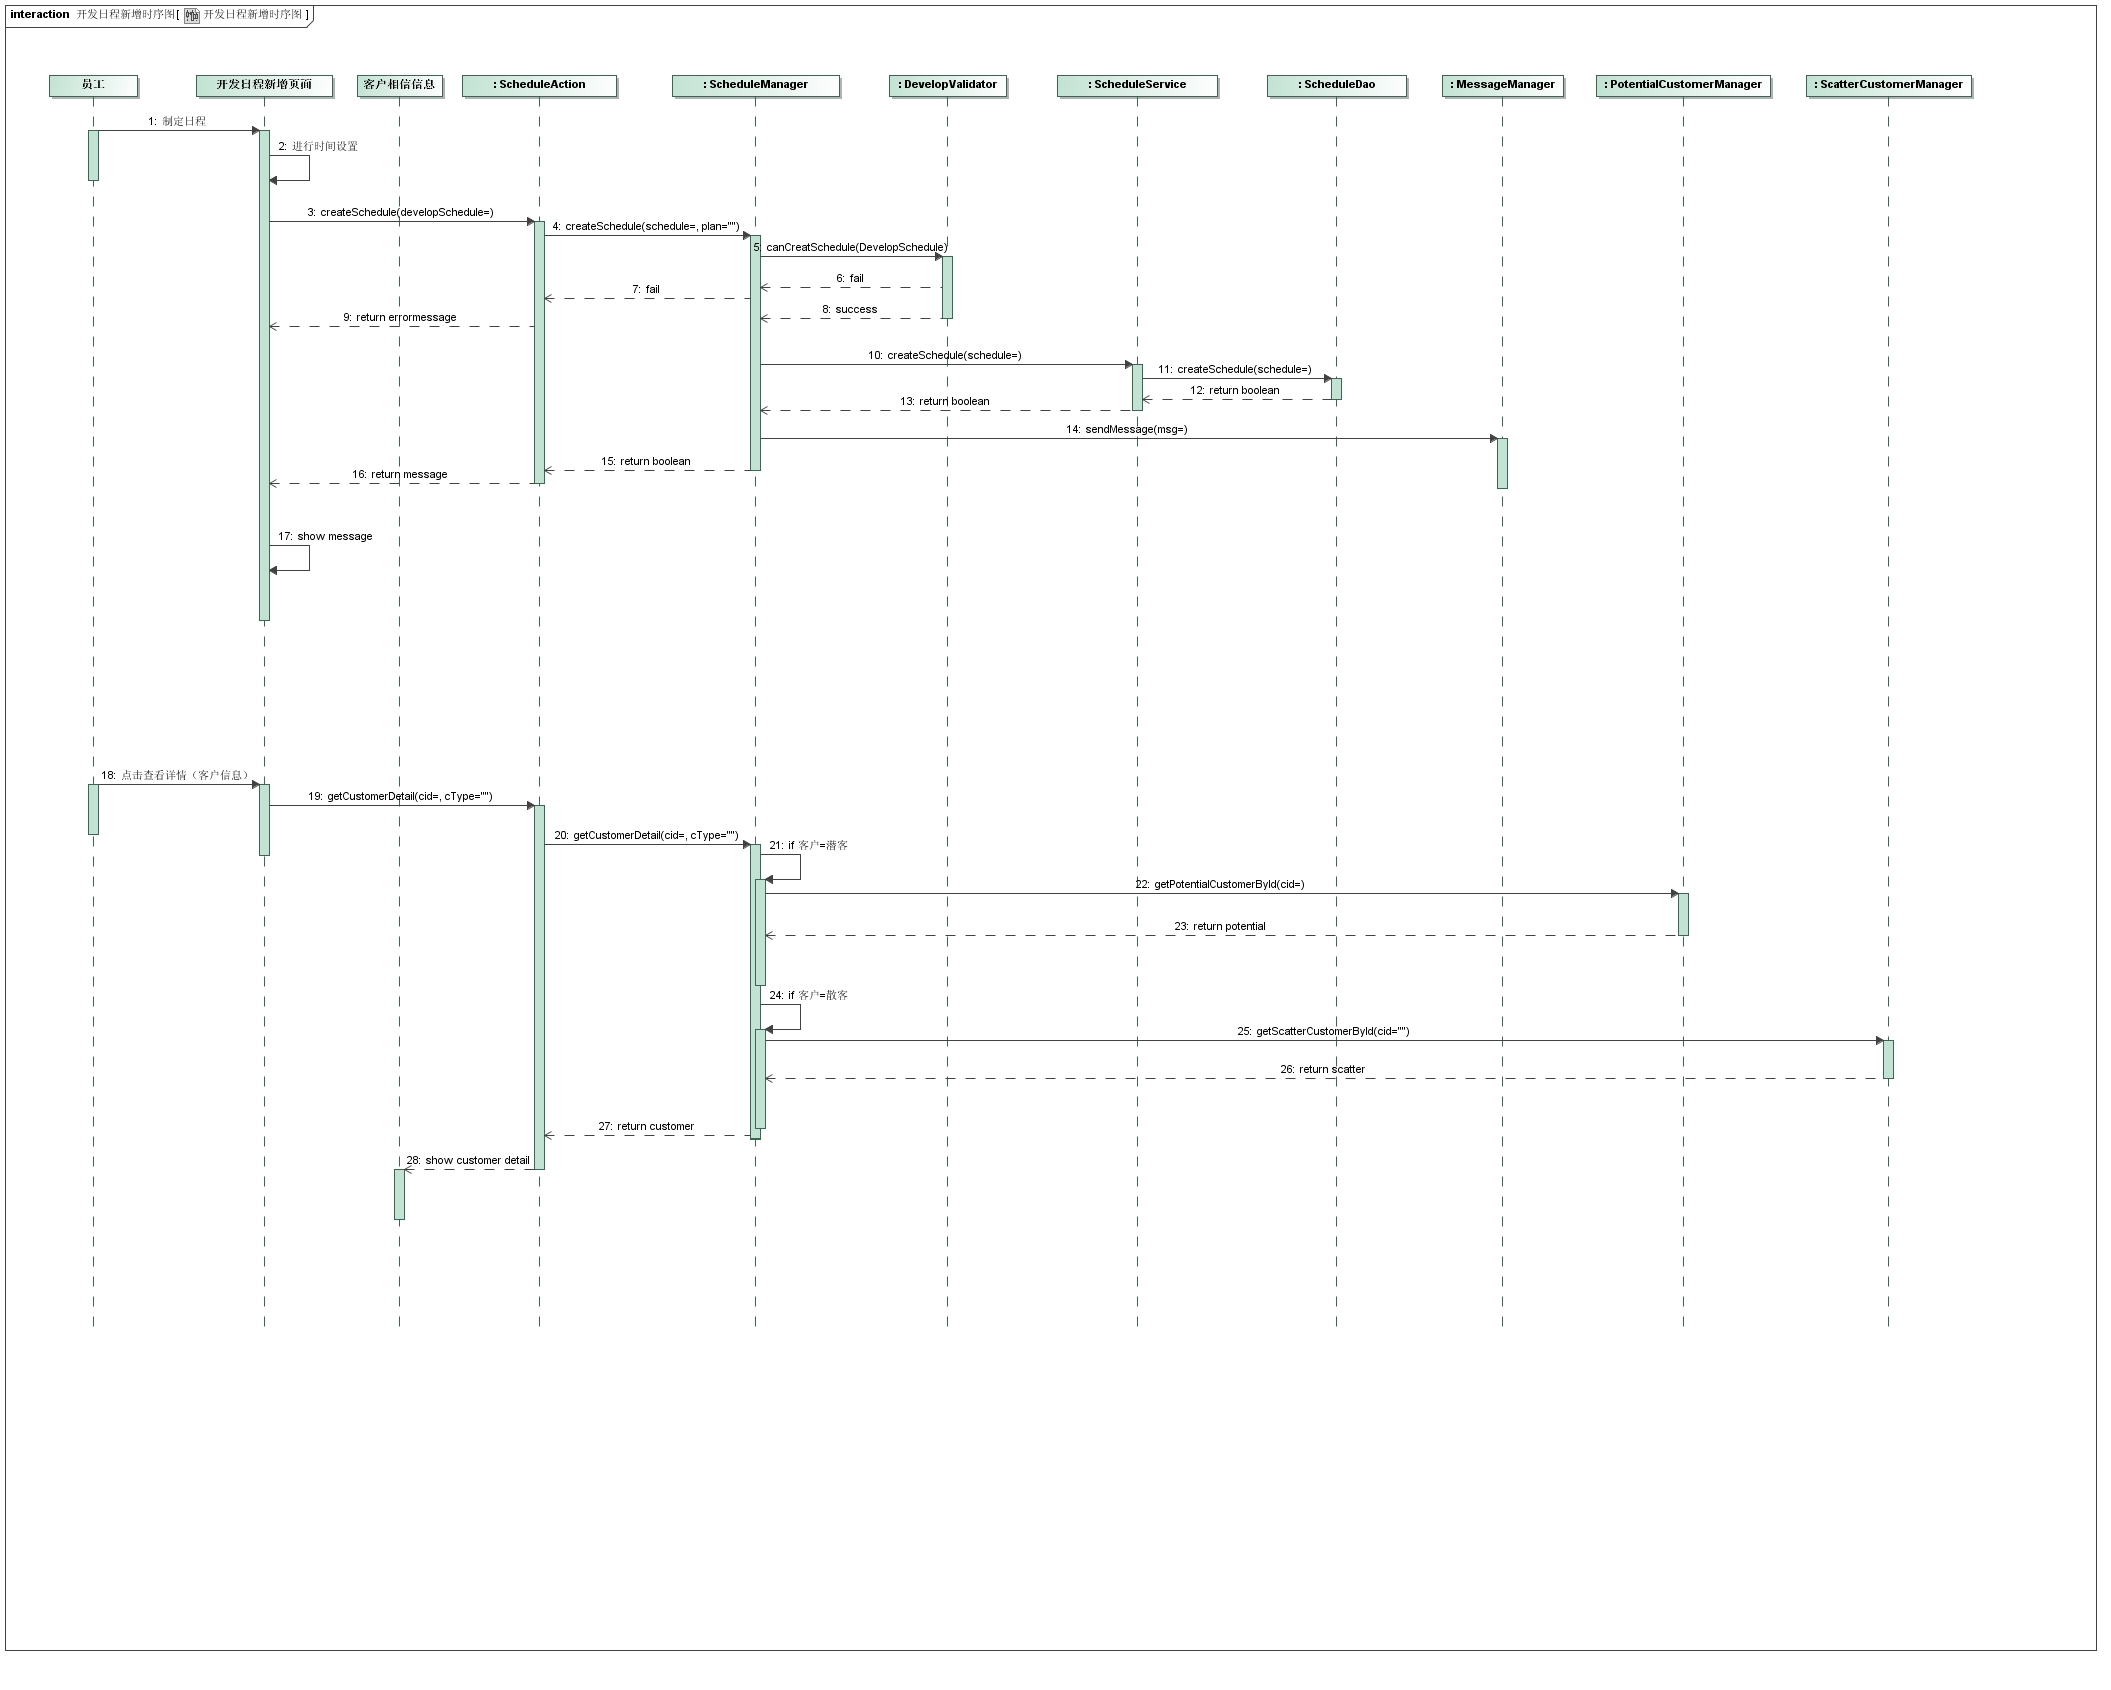 interaction 开发日程新增时序图[ 开发日程新增时序图 ]
员工
开发日程新增页面
客户相信信息
: ScheduleAction
: ScheduleManager
: DevelopValidator
: ScheduleService
: ScheduleDao
: MessageManager
: PotentialCustomerManager
: ScatterCustomerManager
1: 制定日程
2: 进行时间设置
3: createSchedule(developSchedule=)
4: createSchedule(schedule=, plan="")
5: canCreatSchedule(DevelopSchedule)
6: fail
7: fail
8: success
9: return errormessage
10: createSchedule(schedule=)
11: createSchedule(schedule=)
12: return boolean
13: return boolean
14: sendMessage(msg=)
15: return boolean
16: return message
17: show message
18: 点击查看详情（客户信息）
19: getCustomerDetail(cid=, cType="")
20: getCustomerDetail(cid=, cType="")
21: if 客户=潜客
22: getPotentialCustomerById(cid=)
23: return potential
24: if 客户=散客
25: getScatterCustomerById(cid="")
26: return scatter
27: return customer
28: show customer detail